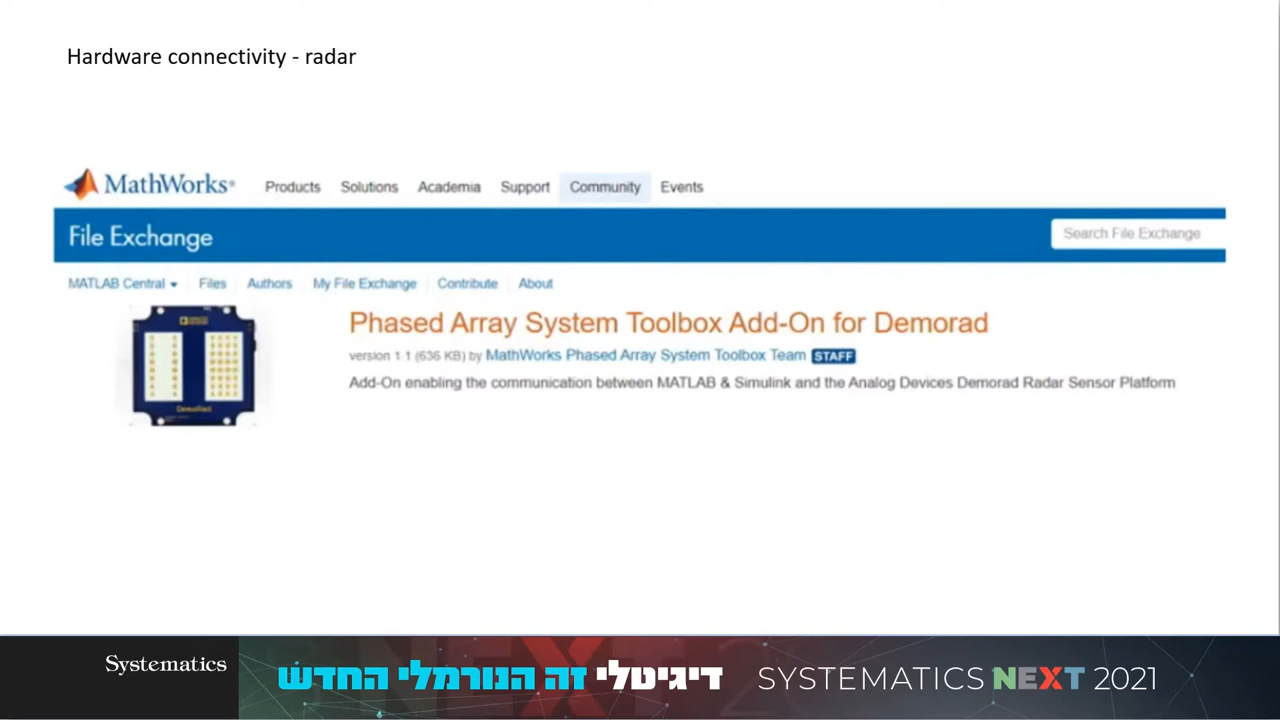 Hardware connectivity - radar
MathWorks®
Products Solutions Academia Support Community Events
File Exchange
Search File Exchange
MATLAB Central Files Authors My File Exchange Contribute About
Phased Array System Toolbox Add-On for Demorad
version 1.1 (636 KB) by MathWorks Phased Array System Toolbox Team STAFF
Add-On enabling the communication between MATLAB & Simulink and the Analog Devices Demorad Radar Sensor Platform
DemoRad
Systematics
דיגיטלי זה הנורמלי החדש
SYSTEMATICS NEXT 2021